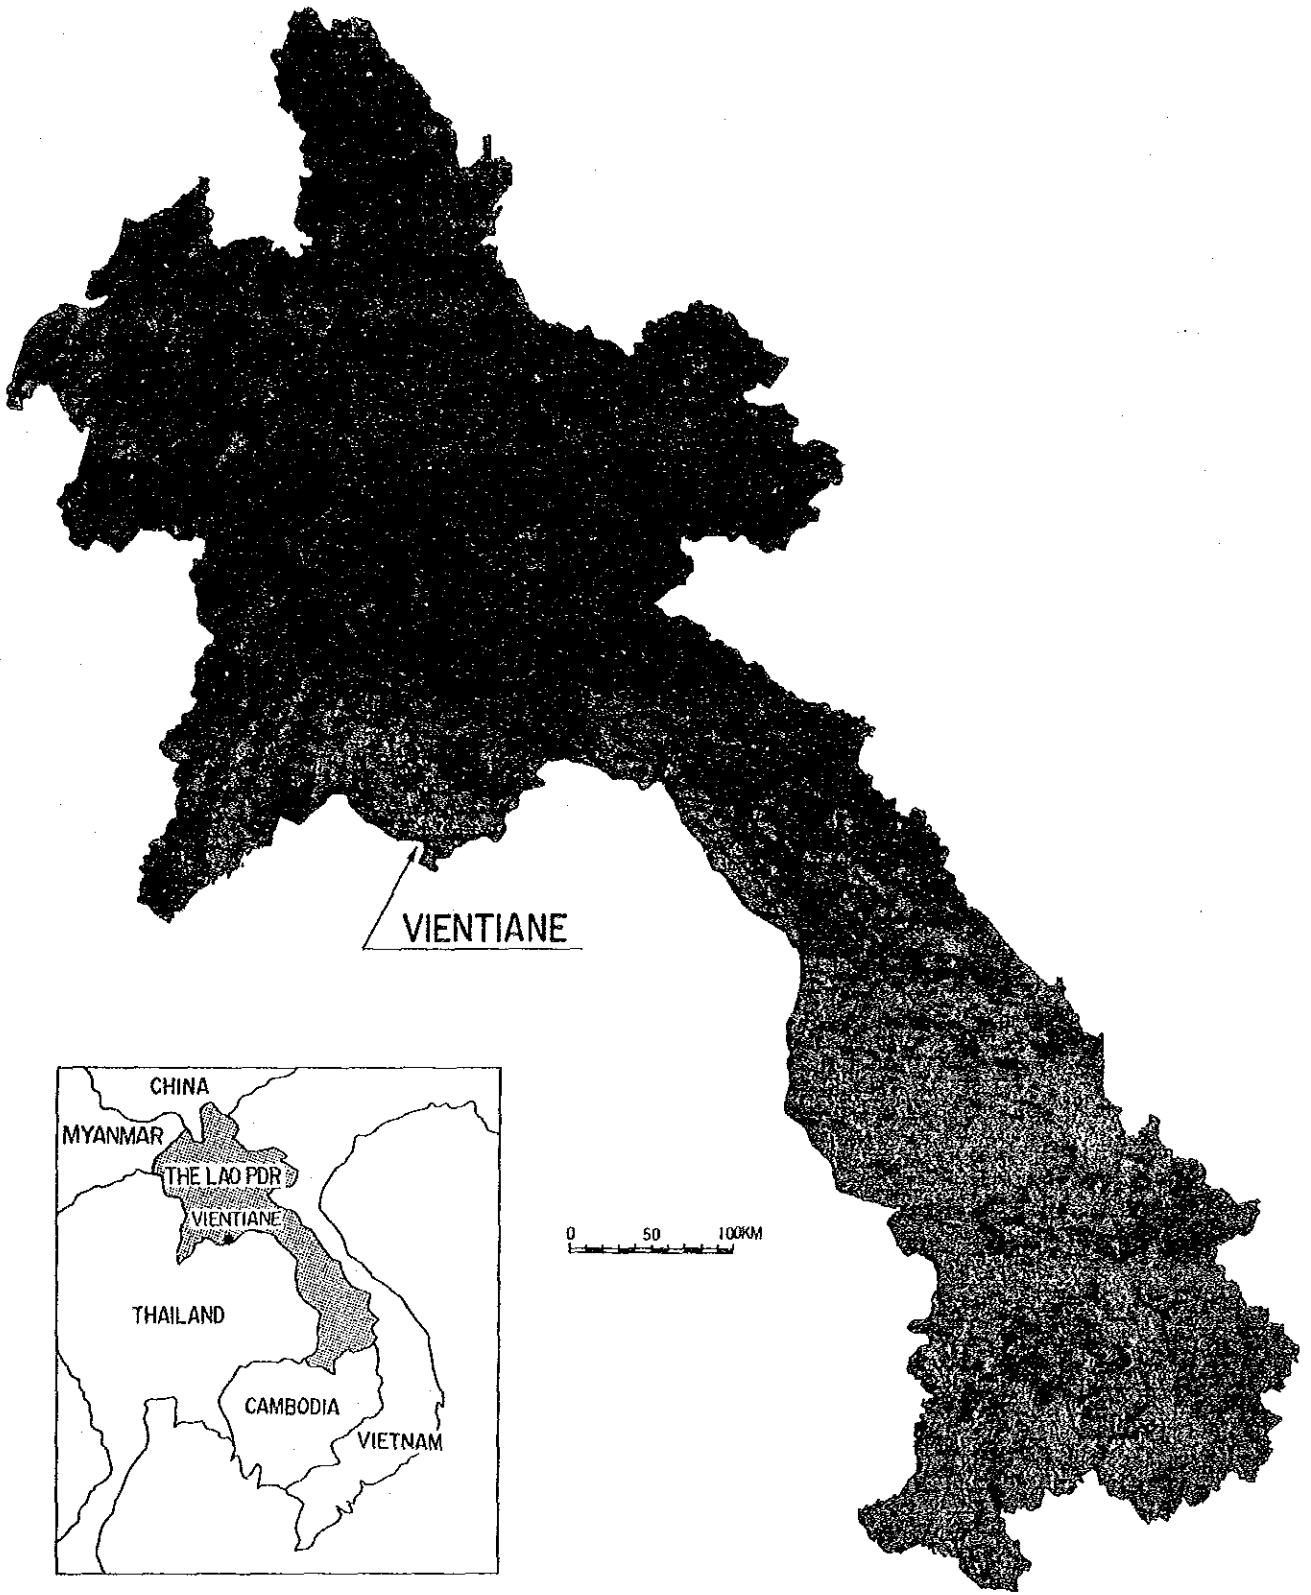 VIENTIANE
CHINA
MYANMAR
THE LAO PDR
VIENTIANE
THAILAND
CAMBODIA
VIETNAM
0 50 100KM